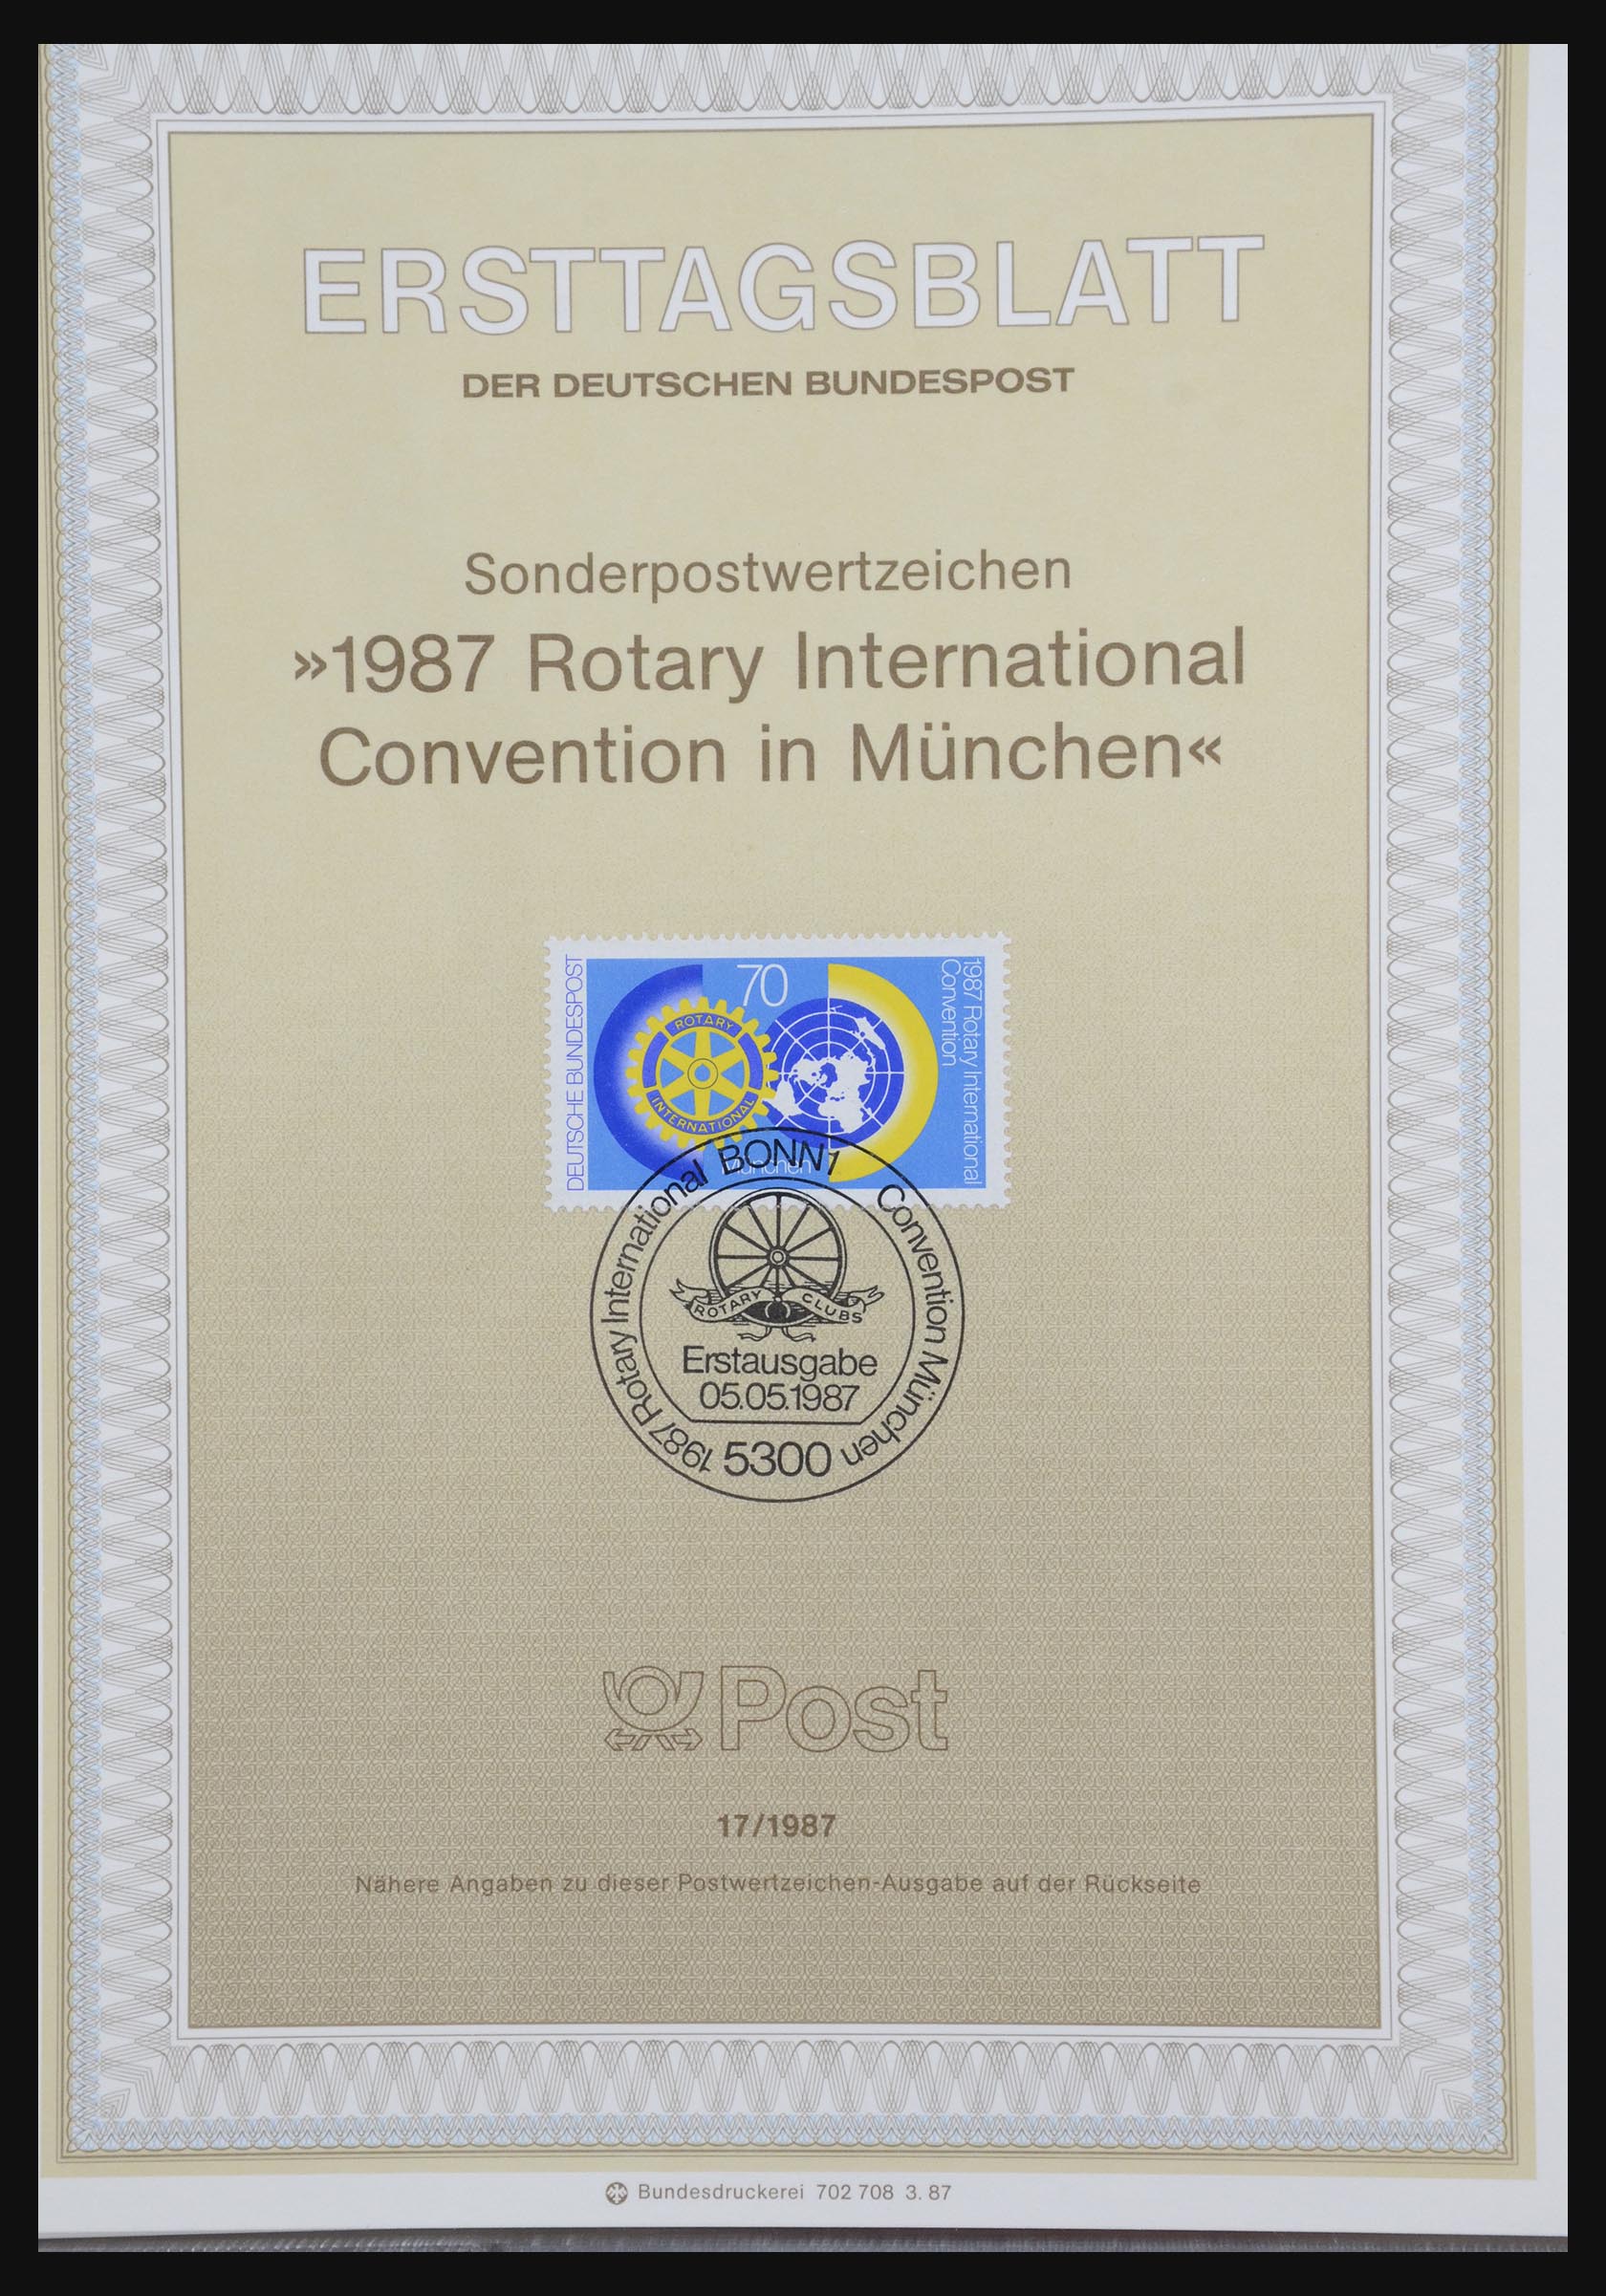 ERSTTAGSBLATT
DER DEUTSCHEN BUNDESPOST
Sonderpostwertzeichen
»1987 Rotary International
Convention in München«
DEUTSCHE BUNDESPOST
70
1987 Rotary International
Convention
ROTARY
INTERNATIONAL
München
BONN 1
1987 Rotary International Convention München
ROTARY CLUBS
Erstausgabe
05.05.1987
5300
Post
17/1987
Nähere Angaben zu dieser Postwertzeichen-Ausgabe auf der Rückseite
Bundesdruckerei 702 708 3. 87